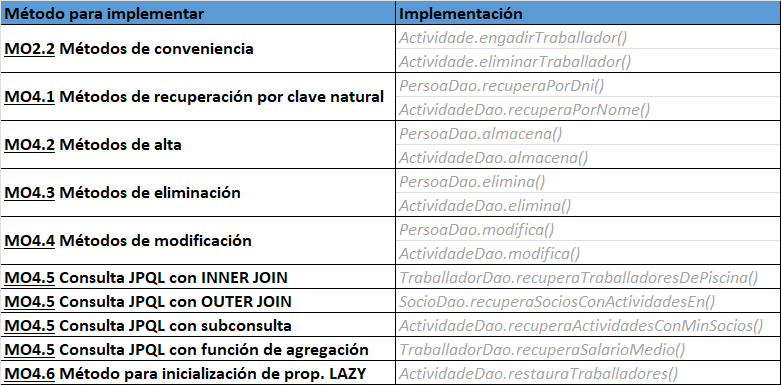 Método para implementar Implementación
MO2.2 Métodos de conveniencia Actividade.engadirTraballador()
Actividade.eliminarTraballador()
MO4.1 Métodos de recuperación por clave natural PersoaDao.recuperaPorDni()
ActividadeDao.recuperaPorNome()
MO4.2 Métodos de alta PersoaDao.almacena()
ActividadeDao.almacena()
MO4.3 Métodos de eliminación PersoaDao.elimina()
ActividadeDao.elimina()
MO4.4 Métodos de modificación PersoaDao.modifica()
ActividadeDao.modifica()
MO4.5 Consulta JPQL con INNER JOIN TraballadorDao.recuperaTraballadoresDePiscina()
MO4.5 Consulta JPQL con OUTER JOIN SocioDao.recuperaSociosConActividadesEn()
MO4.5 Consulta JPQL con subconsulta ActividadeDao.recuperaActividadesConMinSocios()
MO4.5 Consulta JPQL con función de agregación TraballadorDao.recuperaSalarioMedio()
MO4.6 Método para inicialización de prop. LAZY ActividadeDao.restauraTraballadores()